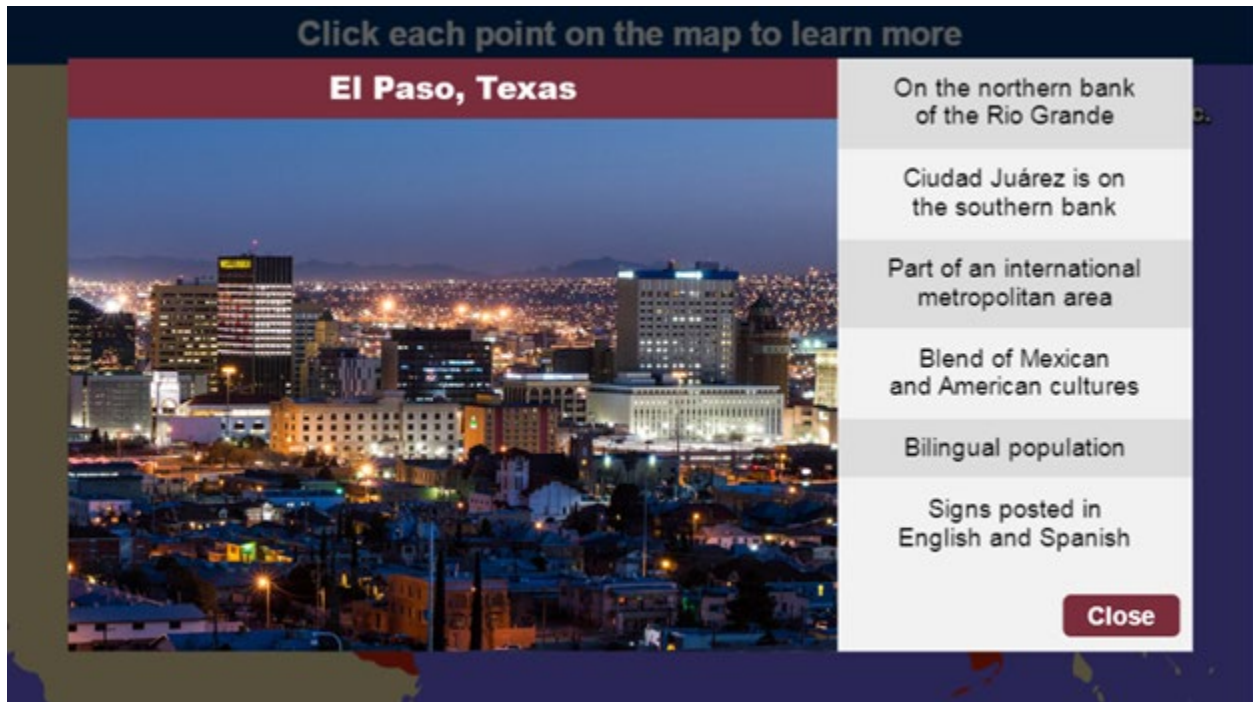 Click each point on the map to learn more
El Paso, Texas
On the northern bank
of the Rio Grande
Ciudad Juárez is on
the southern bank
Part of an international
metropolitan area
Blend of Mexican
and American cultures
Bilingual population
Signs posted in
English and Spanish
Close